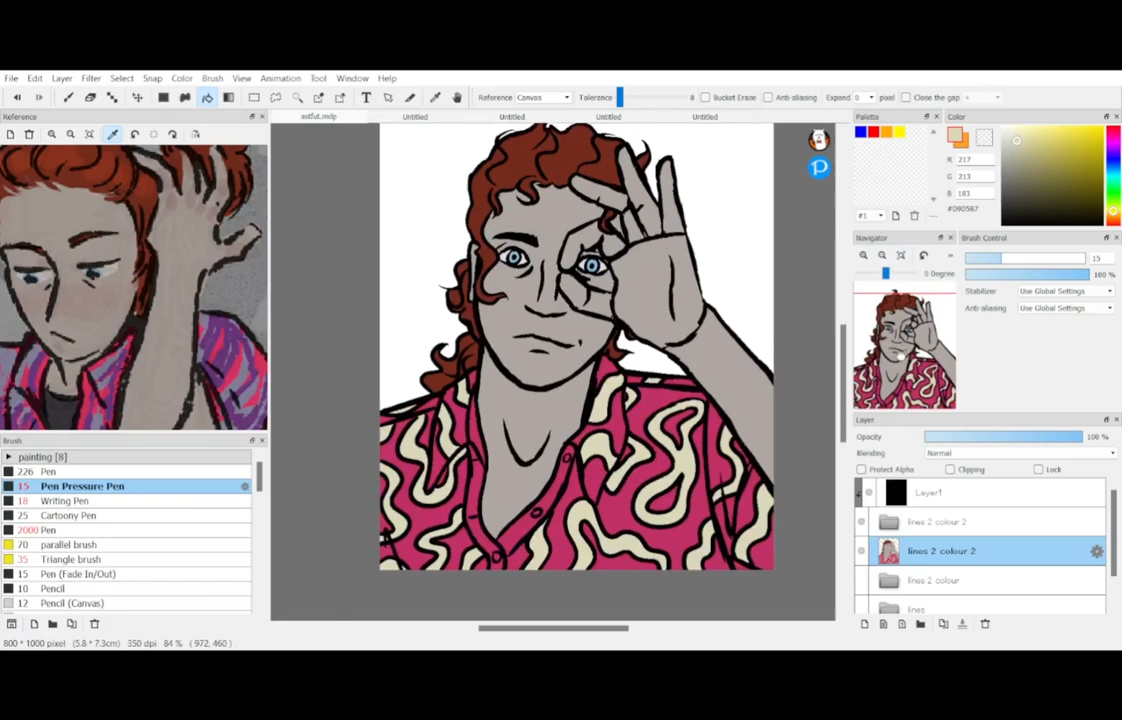 File Edit Layer Filter Select Snap Color Brush View Animation Tool Window Help
Reference Canvas Tolerance 8 Bucket Erase Anti-aliasing Expand 0 pixel Close the gap
Reference
Untitled Untitled Untitled Untitled
Palette
Color
R 217
G 213
B 183
#1
Navigator
Brush Control
15
0 Degree
100 %
Stabilizer Use Global Settings
Anti-aliasing Use Global Settings
Layer
Opacity 100 %
Blending Normal
Protect Alpha Clipping Lock
Layer1
lines 2 colour 2
lines 2 colour 2
lines 2 colour
lines
Brush
painting [8]
226 Pen
15 Pen Pressure Pen
18 Writing Pen
25 Cartoony Pen
2000 Pen
70 parallel brush
35 Triangle brush
15 Pen (Fade In/Out)
10 Pencil
12 Pencil (Canvas)
800 * 1000 pixel (5.8 * 7.3cm) 350 dpi 84 % ( 972, 460 )